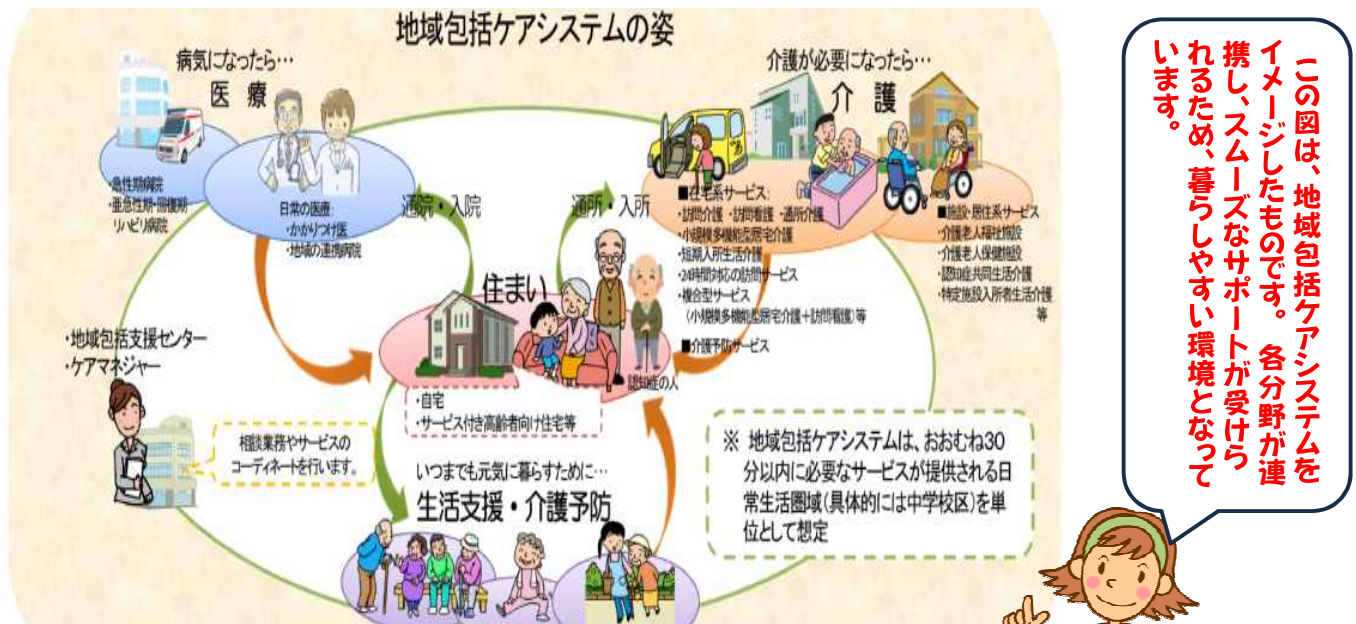 地域包括ケアシステムの姿
病気になったら…
医療
・急性期病院
・亜急性期・回復期
リハビリ病院
日常の医療:
・かかりつけ医
・地域の連携病院
通院・入院
通所・入所
介護が必要になったら…
介護
■在宅系サービス:
・訪問介護 ・訪問看護 ・通所介護
・小規模多機能型居宅介護
・短期入所生活介護
・24時間対応の訪問サービス
・複合型サービス
(小規模多機能型居宅介護+訪問看護)等
■介護予防サービス
■施設・居住系サービス
・介護老人福祉施設
・介護老人保健施設
・認知症共同生活介護
・特定施設入所者生活介護
等
住まい
認知症の人
・自宅
・サービス付き高齢者向け住宅等
・地域包括支援センター
・ケアマネジャー
相談業務やサービスの
コーディネートを行います。
いつまでも元気に暮らすために…
生活支援・介護予防
※ 地域包括ケアシステムは、おおむね30
分以内に必要なサービスが提供される日
常生活圏域(具体的には中学校区)を単
位として想定
この図は、地域包括ケアシステムを
イメージしたものです。 各分野が連
携し、スムーズなサポートが受けら
れるため、暮らしやすい環境となって
います。